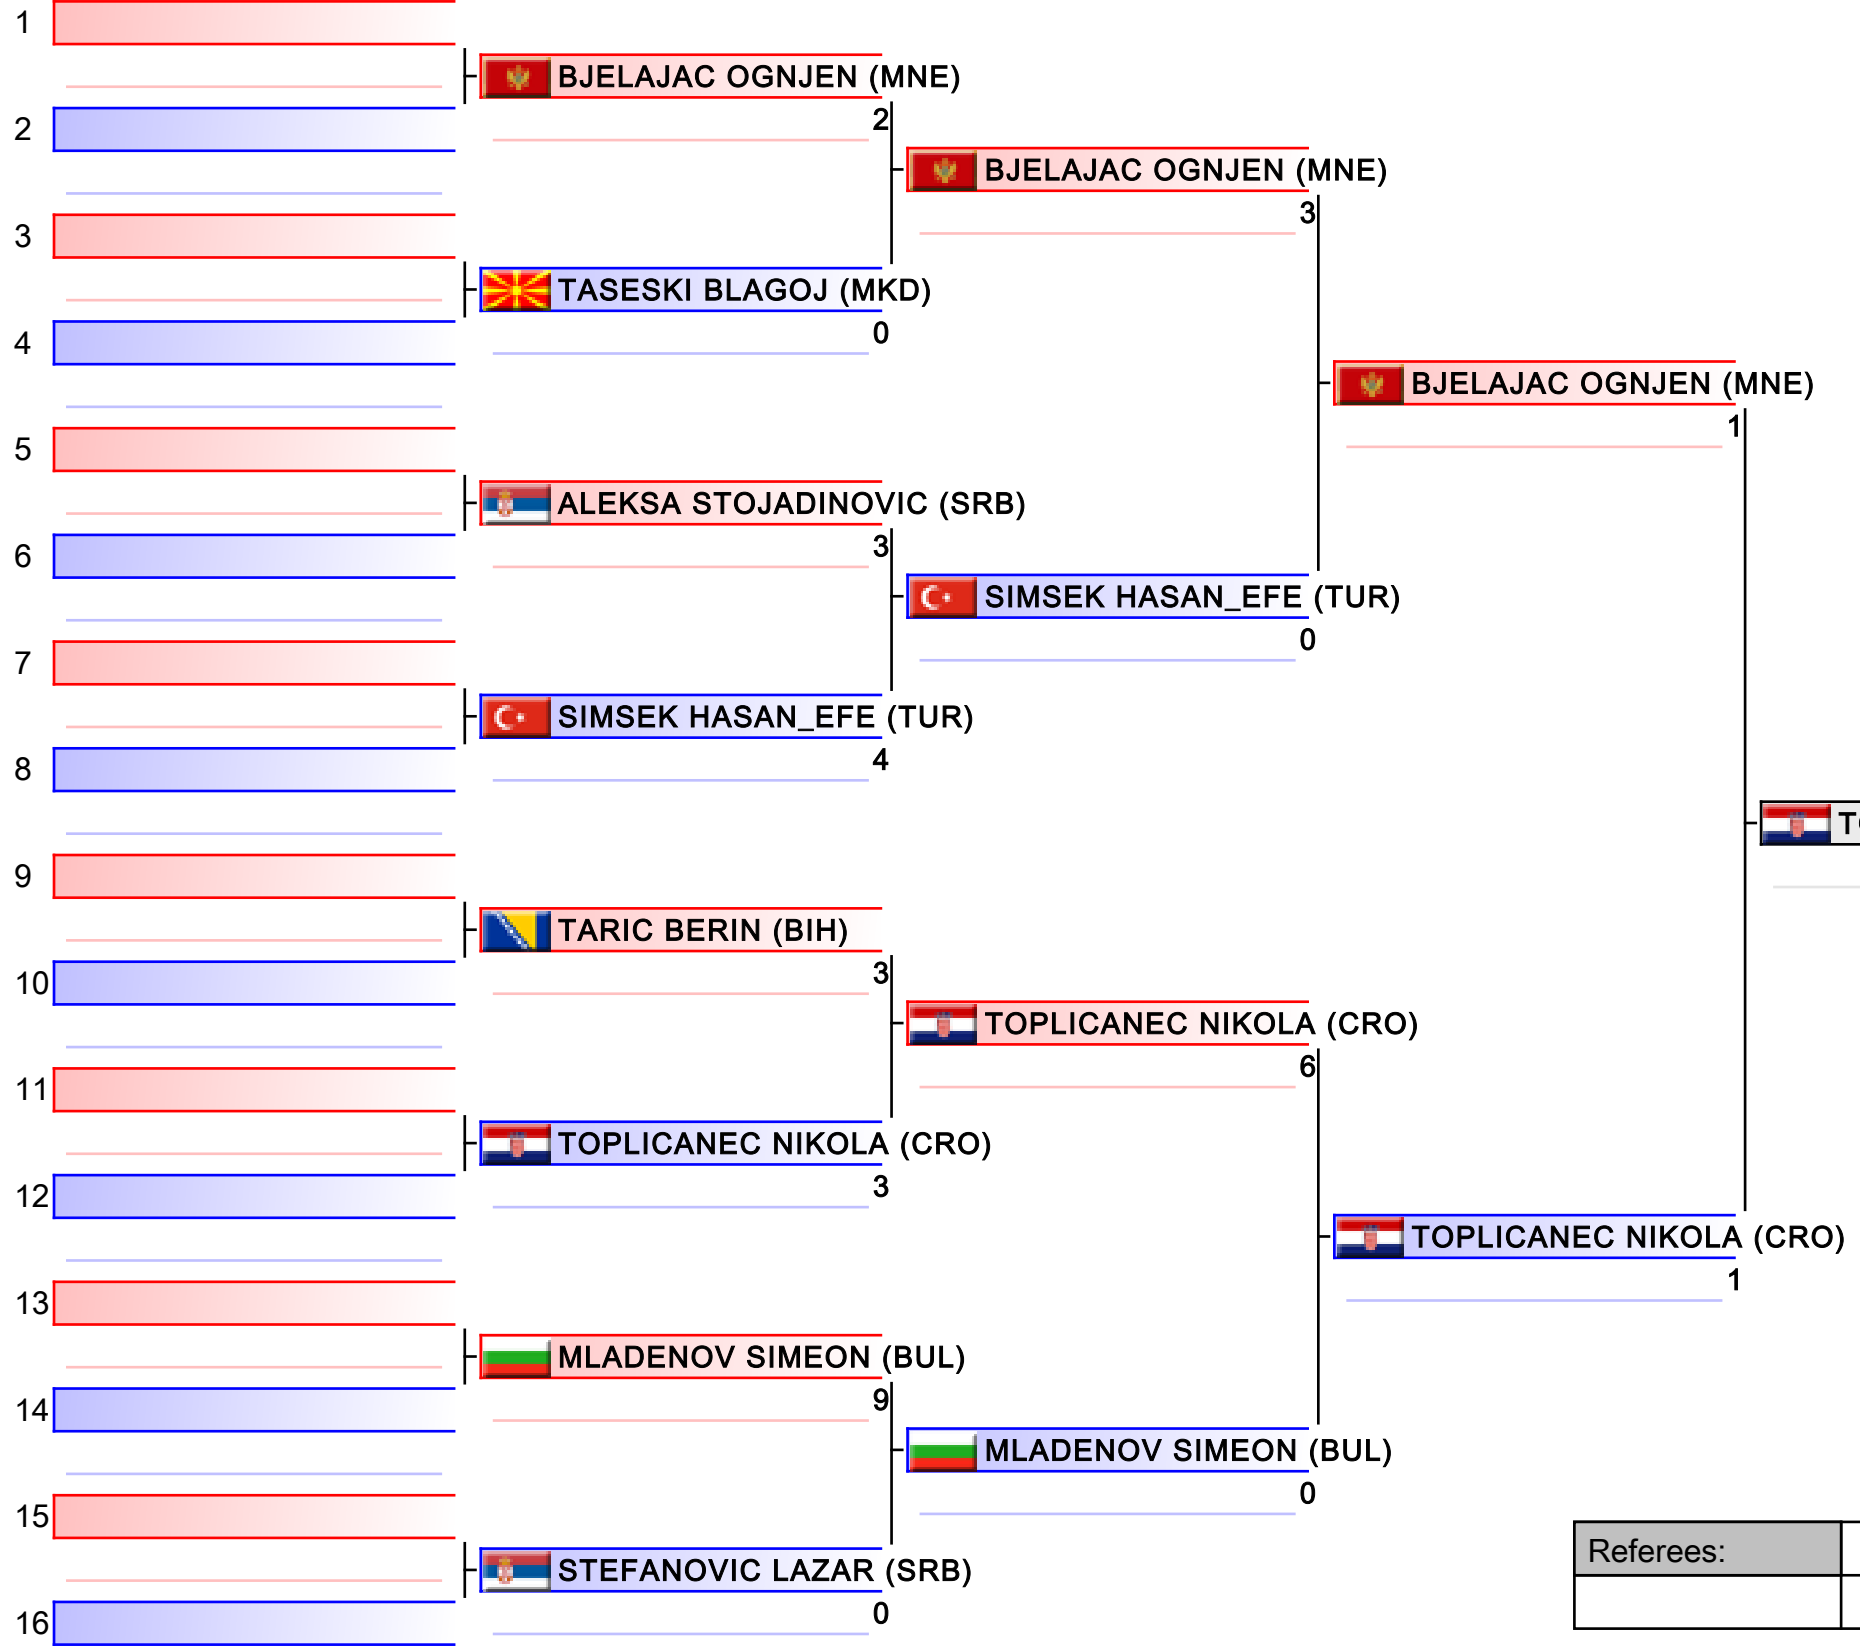 1
BJELAJAC OGNJEN (MNE)
2
2
BJELAJAC OGNJEN (MNE)
3
3
TASESKI BLAGOJ (MKD)
0
4
BJELAJAC OGNJEN (MNE)
1
5
ALEKSA STOJADINOVIC (SRB)
3
6
SIMSEK HASAN_EFE (TUR)
0
7
SIMSEK HASAN_EFE (TUR)
4
8
9
TARIC BERIN (BIH)
3
10
TOPLICANEC NIKOLA (CRO)
6
11
TOPLICANEC NIKOLA (CRO)
3
12
TOPLICANEC NIKOLA (CRO)
1
13
MLADENOV SIMEON (BUL)
9
14
MLADENOV SIMEON (BUL)
0
15
STEFANOVIC LAZAR (SRB)
0
16
Referees: